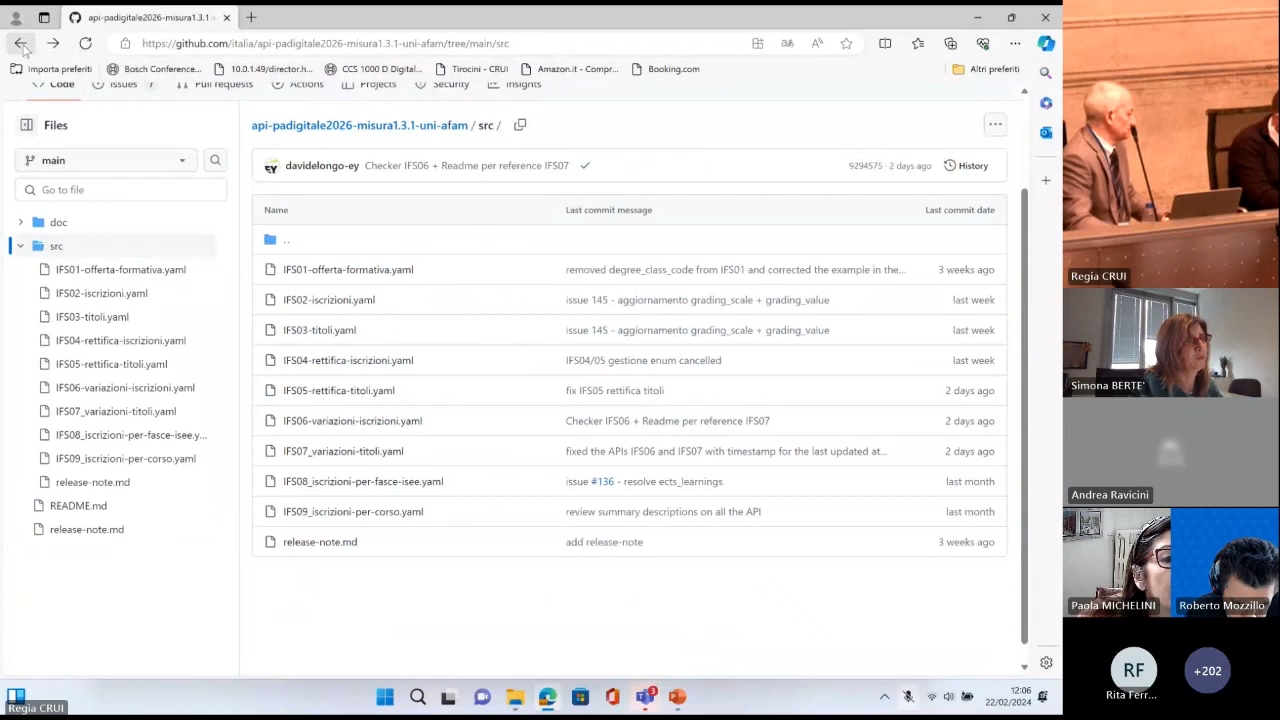 api-padigitale2026-misura1.3.1-
https://github.com/italia/api-padigitale2026-misura1.3.1-uni-afam/tree/main/src
Importa preferiti
Bosch Conference...
10.0.1.49/director.h...
CCS 1000 D Digital...
Tirocini - CRUI
Amazon.it - Compr...
Booking.com
Altri preferiti
Code
Issues 7
Pull requests
Actions
Projects
Security
Insights
Files
main
Go to file
doc
src
IFS01-offerta-formativa.yaml
IFS02-iscrizioni.yaml
IFS03-titoli.yaml
IFS04-rettifica-iscrizioni.yaml
IFS05-rettifica-titoli.yaml
IFS06-variazioni-iscrizioni.yaml
IFS07_variazioni-titoli.yaml
IFS08_iscrizioni-per-fasce-isee.y...
IFS09_iscrizioni-per-corso.yaml
release-note.md
README.md
release-note.md
api-padigitale2026-misura1.3.1-uni-afam / src /
EY davidelongo-ey Checker IFS06 + Readme per reference IFS07 9294575 · 2 days ago History
Name Last commit message Last commit date
..
IFS01-offerta-formativa.yaml removed degree_class_code from IFS01 and corrected the example in the... 3 weeks ago
IFS02-iscrizioni.yaml issue 145 - aggiornamento grading_scale + grading_value last week
IFS03-titoli.yaml issue 145 - aggiornamento grading_scale + grading_value last week
IFS04-rettifica-iscrizioni.yaml IFS04/05 gestione enum cancelled last week
IFS05-rettifica-titoli.yaml fix IFS05 rettifica titoli 2 days ago
IFS06-variazioni-iscrizioni.yaml Checker IFS06 + Readme per reference IFS07 2 days ago
IFS07_variazioni-titoli.yaml fixed the APIs IFS06 and IFS07 with timestamp for the last updated at... 2 days ago
IFS08_iscrizioni-per-fasce-isee.yaml issue #136 - resolve ects_learnings last month
IFS09_iscrizioni-per-corso.yaml review summary descriptions on all the API last month
release-note.md add release-note 3 weeks ago
Regia CRUI
Simona BERTE'
Andrea Ravicini
Paola MICHELINI
Roberto Mozzillo
RF
Rita Ferr...
+202
3
12:06
22/02/2024
Regia CRUI